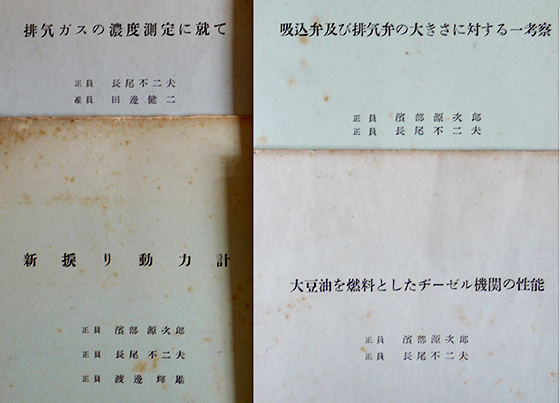 排気ガスの濃度測定に就て
正員 長尾不二夫
准員 田邊健二
吸込弁及び排気弁の大きさに対する一考察
正員 濱部源次郎
正員 長尾不二夫
新捩り動力計
正員 濱部源次郎
正員 長尾不二夫
正員 渡邊輝雄
大豆油を燃料としたヂーゼル機関の性能
正員 濱部源次郎
正員 長尾不二夫